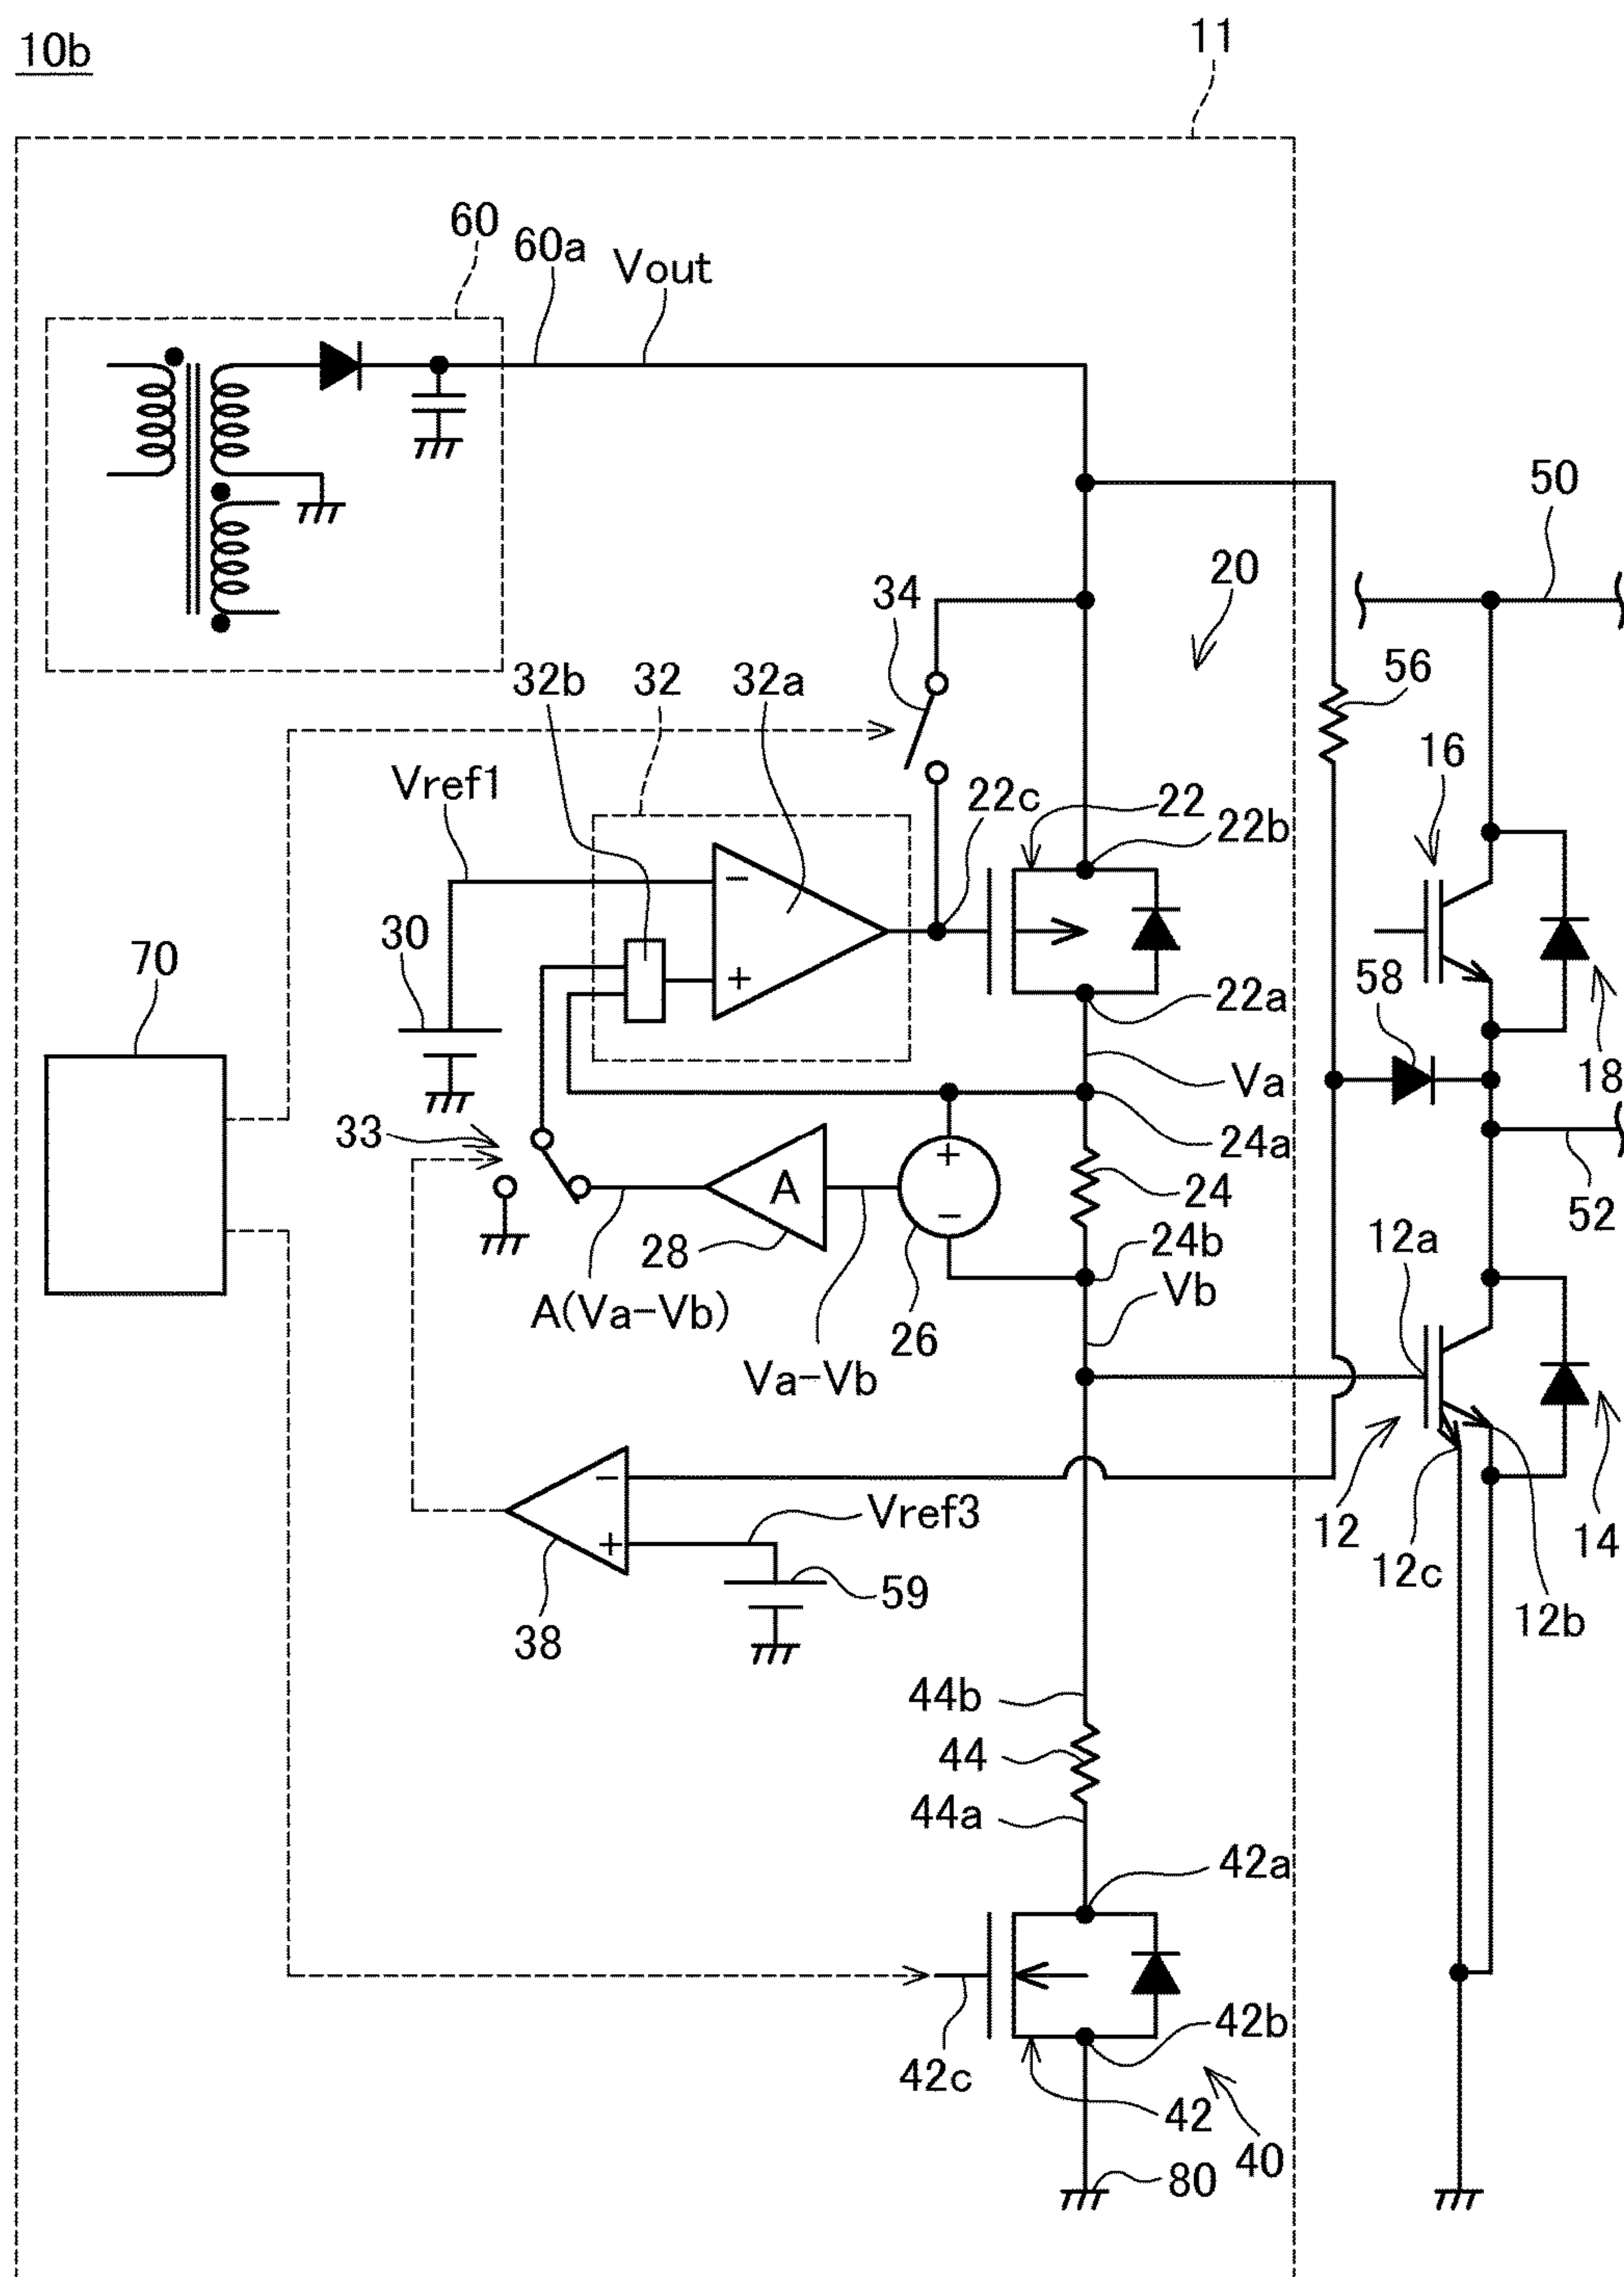 10b
11
60
60a
Vout
50
20
34
56
32b
32
32a
16
Vref1
22c
22
22b
−
30
70
58
+
22a
18
Va
33
24a
+
A
24
52
−
28
24b
12a
A(Va−Vb)
Vb
26
Va−Vb
−
Vref3
12
14
+
59
12c
38
12b
44b
44
44a
42a
42b
42c
42
40
80